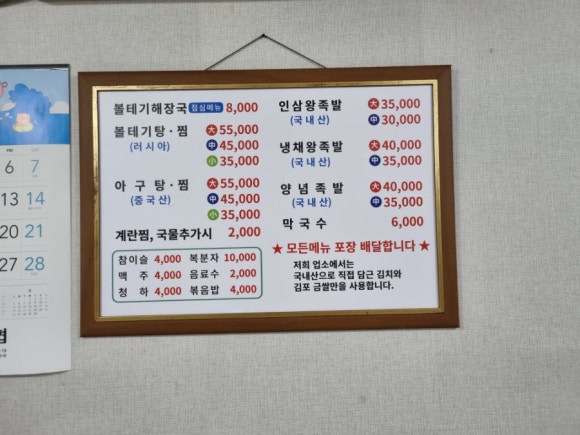 볼테기해장국 점심메뉴 8,000
볼테기탕·찜 大 55,000
(러시아) 中 45,000
小 35,000
아구탕·찜 大 55,000
(중국산) 中 45,000
小 35,000
계란찜, 국물추가시 2,000
참이슬 4,000 복분자 10,000
맥주 4,000 음료수 2,000
청하 4,000 볶음밥 4,000
인삼왕족발 大 35,000
(국내산) 中 30,000
냉채왕족발 大 40,000
(국내산) 中 35,000
양념족발 大 40,000
(국내산) 中 35,000
막국수 6,000
★ 모든메뉴 포장 배달합니다 ★
저희 업소에서는
국내산으로 직접 담근 김치와
김포 금쌀만을 사용합니다.
FRI
6 7
13 14
20 21
27 28